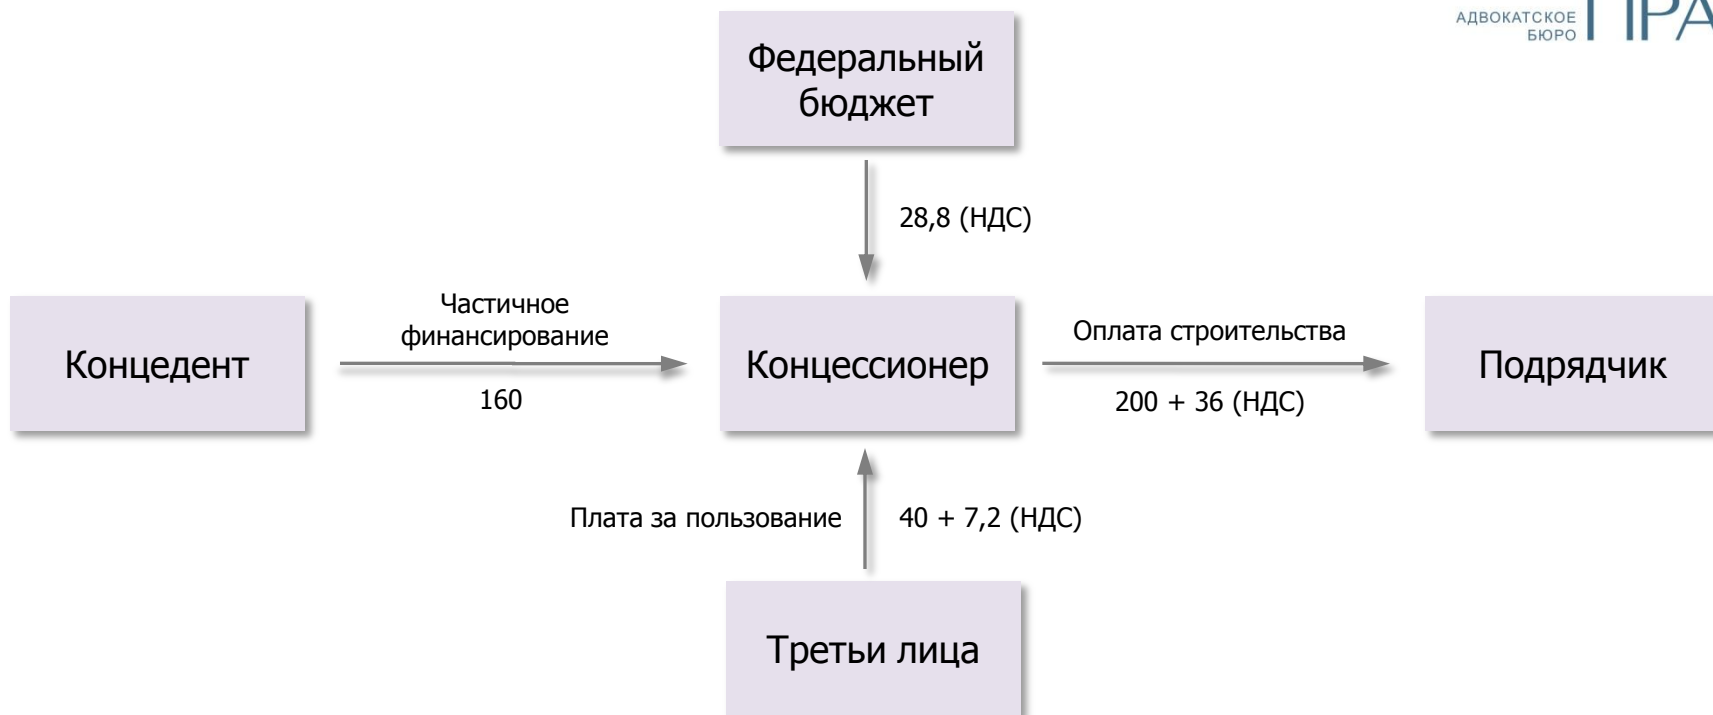 АДВОКАТСКОЕ
БЮРО
Федеральный
бюджет
28,8 (НДС)
Концедент
Частичное
финансирование
160
Концессионер
Оплата строительства
200 + 36 (НДС)
Подрядчик
Плата за пользование
40 + 7,2 (НДС)
Третьи лица